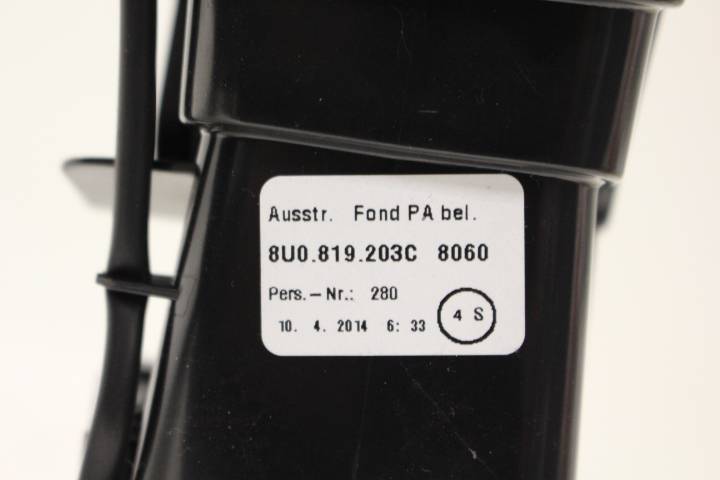 Ausstr. Fond PA bel.
8U0.819.203C 8060
Pers.-Nr.: 280
10. 4. 2014 6: 33
4 S